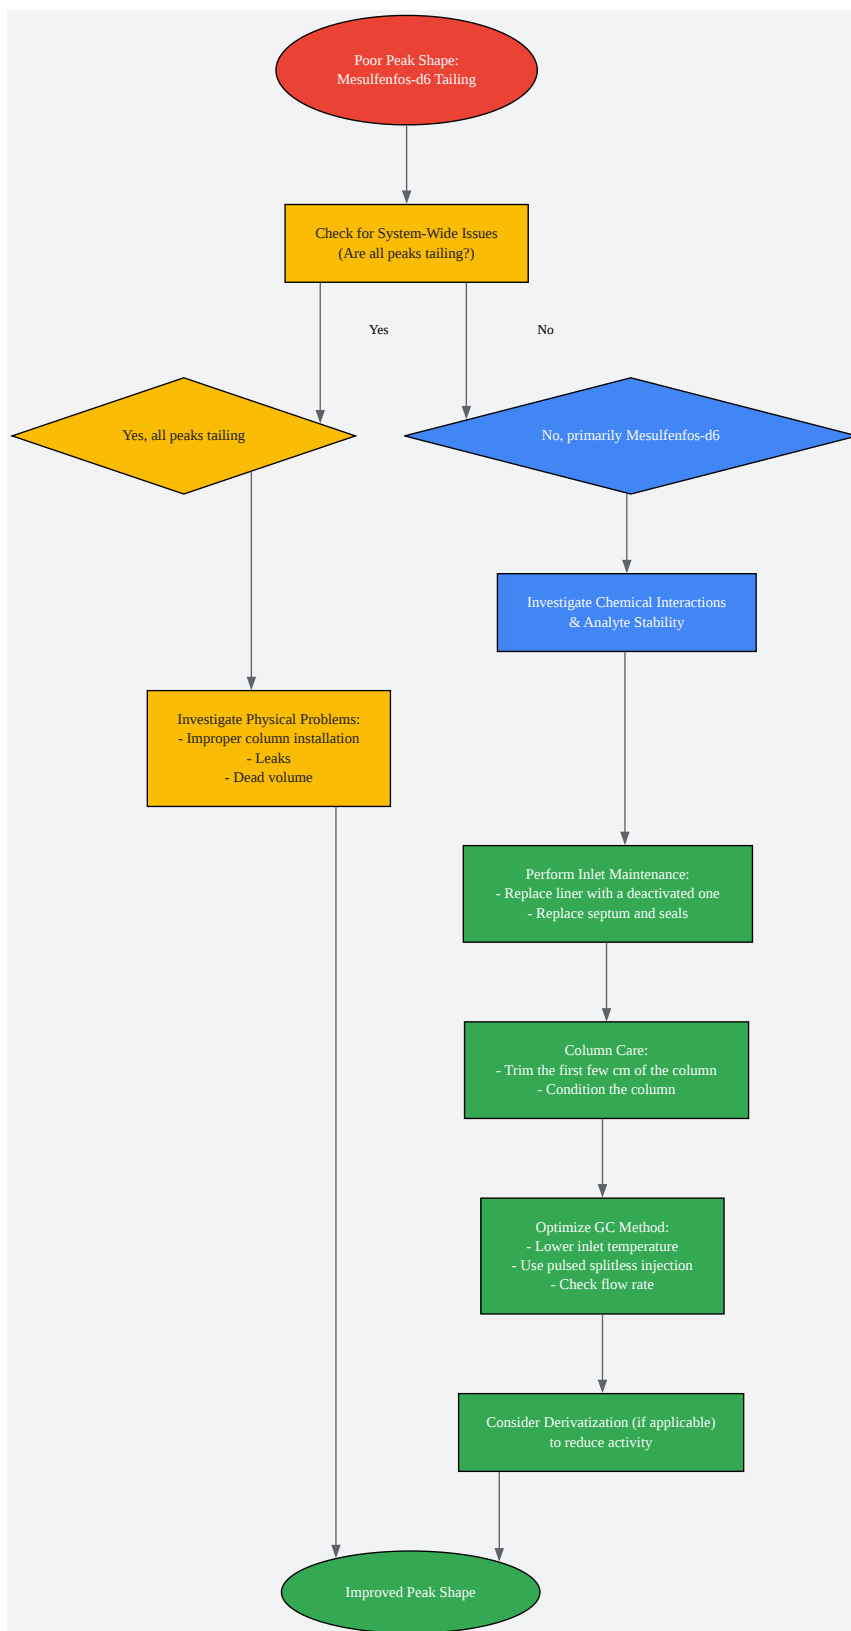 Poor Peak Shape:
Mesulfenfos-d6 Tailing
Check for System-Wide Issues
(Are all peaks tailing?)
Yes
No
Yes, all peaks tailing
No, primarily Mesulfenfos-d6
Investigate Chemical Interactions
& Analyte Stability
Investigate Physical Problems:
- Improper column installation
- Leaks
- Dead volume
Perform Inlet Maintenance:
- Replace liner with a deactivated one
- Replace septum and seals
Column Care:
- Trim the first few cm of the column
- Condition the column
Optimize GC Method:
- Lower inlet temperature
- Use pulsed splitless injection
- Check flow rate
Consider Derivatization (if applicable)
to reduce activity
Improved Peak Shape